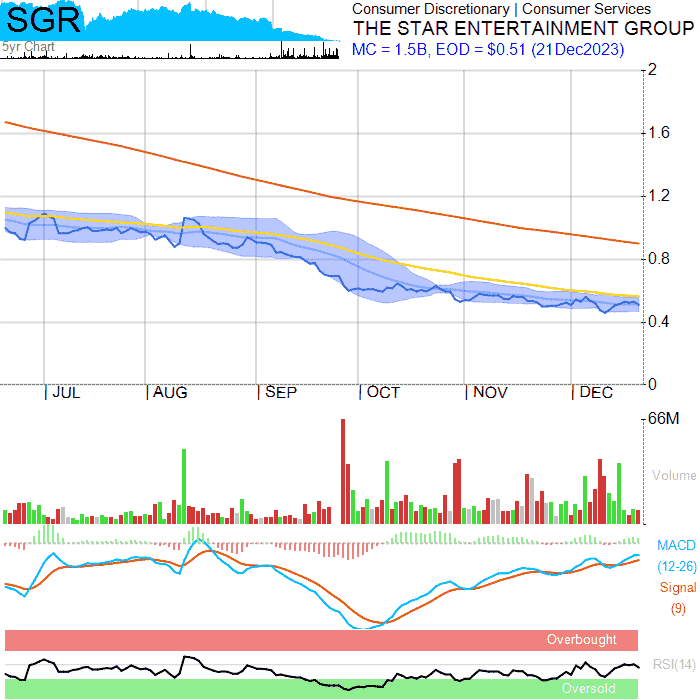 SGR
5yr Chart
Consumer Discretionary | Consumer Services
THE STAR ENTERTAINMENT GROUP
MC = 1.5B, EOD = $0.51 (21Dec2023)
2
1.6
1.2
0.8
0.4
0
JUL
AUG
SEP
OCT
NOV
DEC
66M
Volume
MACD
(12-26)
Signal
(9)
Overbought
RSI(14)
Oversold